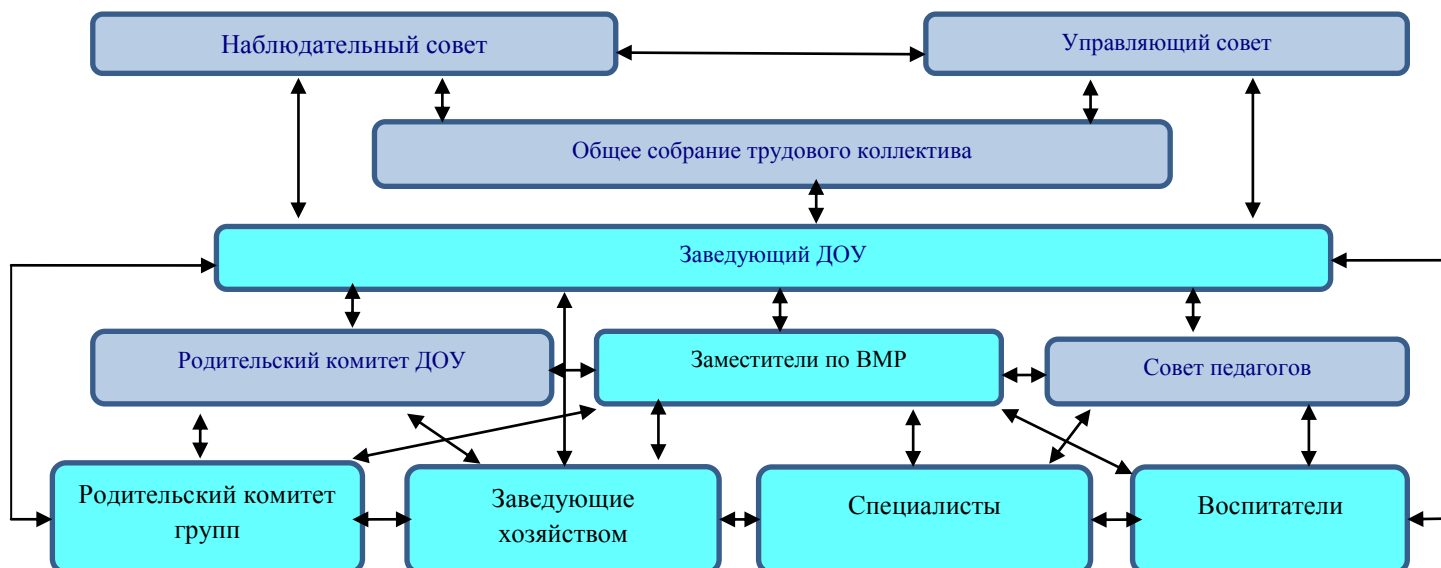 Наблюдательный совет
Управляющий совет
Общее собрание трудового коллектива
Заведующий ДОУ
Родительский комитет ДОУ
Заместители по ВМР
Совет педагогов
Родительский комитет
групп
Заведующие
хозяйством
Специалисты
Воспитатели